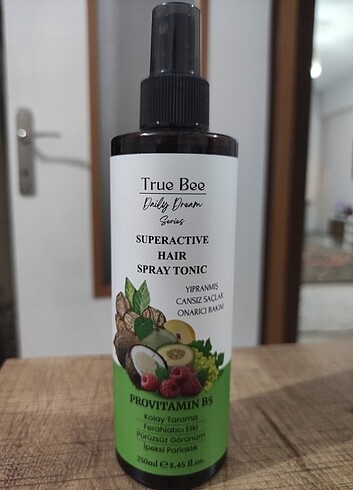 True Bee
Daily Dream
Series
SUPERACTIVE
HAIR
SPRAY TONIC
YIPRANMIŞ
CANSIZ SAÇLAR
ONARICI BAKIM
PROVITAMIN B5
Kolay Tarama
Ferahlatıcı Etki
Pürüzsüz Görünüm
İpeksi Parlaklık
250ml ℮ 8.45 fl.oz.